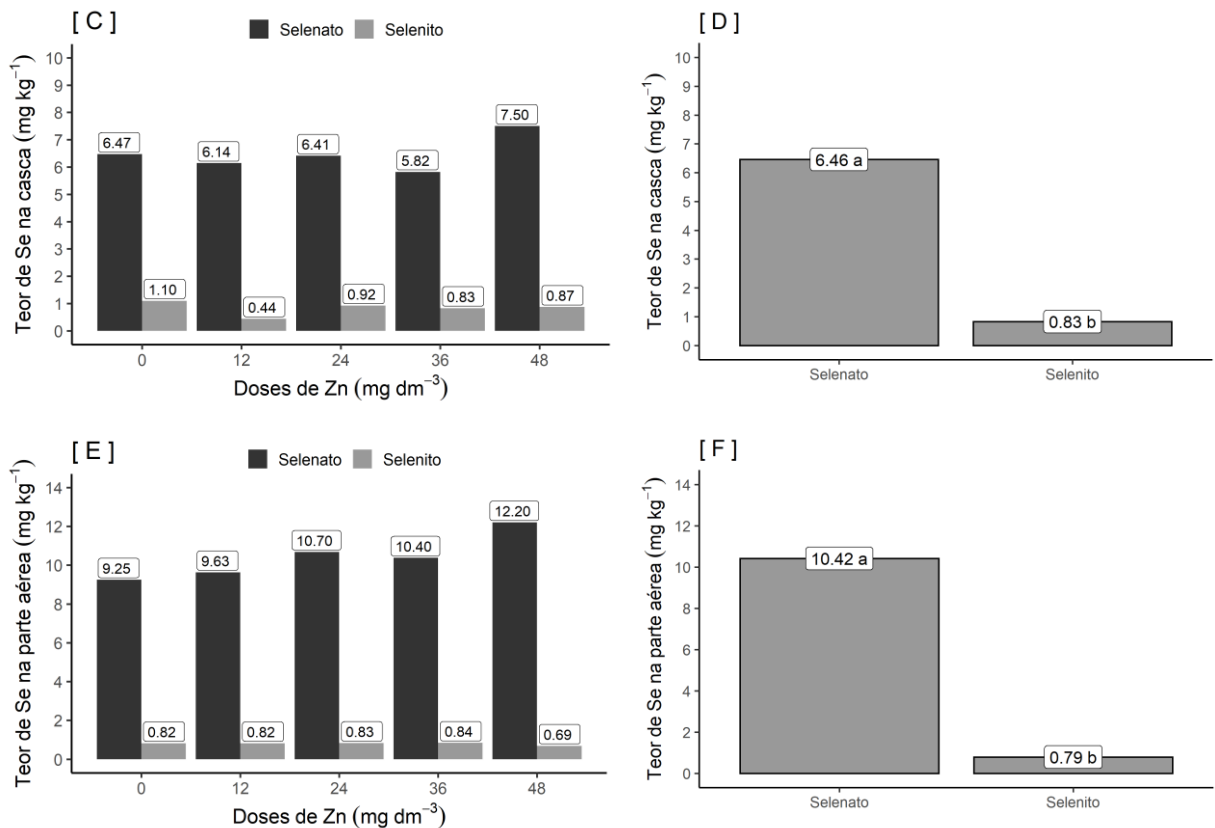 [ C ]
Selenato Selenito
Teor de Se na casca (mg kg⁻¹)
10
9
8
7
6
5
4
3
2
1
0
6.47
1.10
6.14
0.44
6.41
0.92
5.82
0.83
7.50
0.87
0 12 24 36 48
Doses de Zn (mg dm⁻³)
[ D ]
Teor de Se na casca (mg kg⁻¹)
10
9
8
7
6
5
4
3
2
1
0
6.46 a
0.83 b
Selenato Selenito
[ E ]
Selenato Selenito
Teor de Se na parte aérea (mg kg⁻¹)
14
12
10
8
6
4
2
0
9.25
0.82
9.63
0.82
10.70
0.83
10.40
0.84
12.20
0.69
0 12 24 36 48
Doses de Zn (mg dm⁻³)
[ F ]
Teor de Se na parte aérea (mg kg⁻¹)
14
12
10
8
6
4
2
0
10.42 a
0.79 b
Selenato Selenito